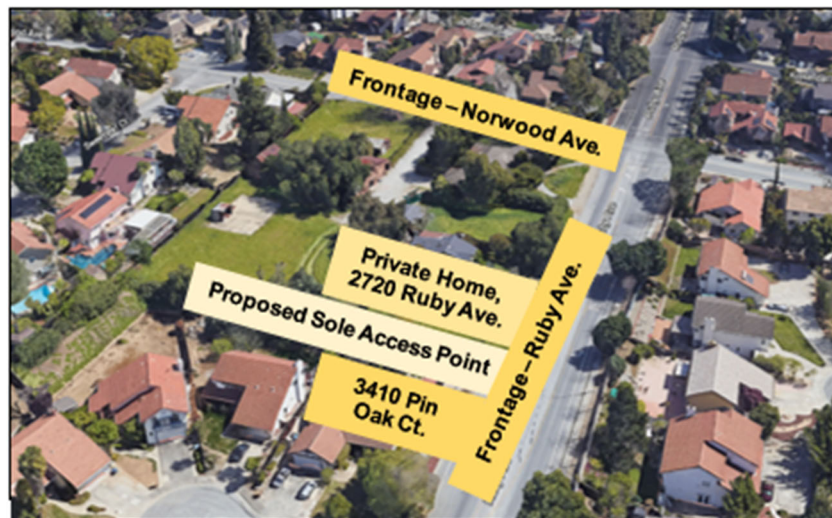 Frontage – Norwood Ave.
Private Home,
2720 Ruby Ave.
Proposed Sole Access Point
3410 Pin
Oak Ct.
Frontage – Ruby Ave.